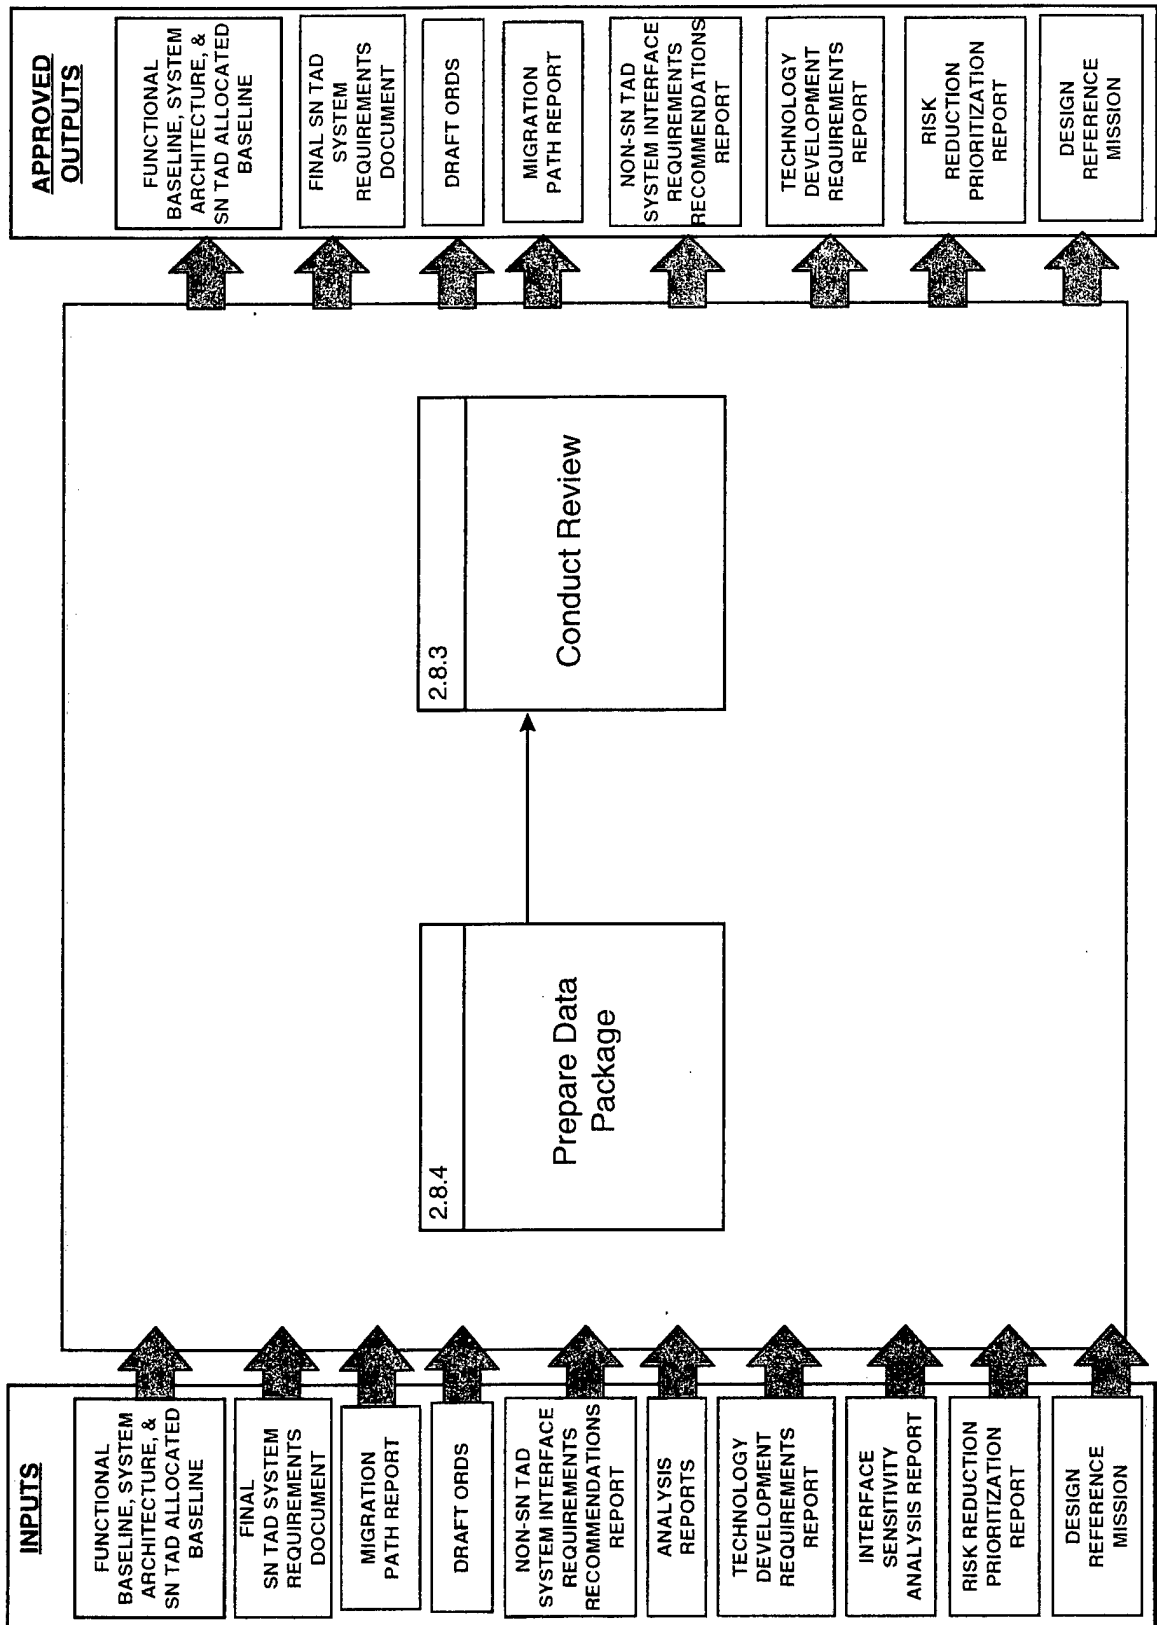 INPUTS
FUNCTIONAL
BASELINE, SYSTEM
ARCHITECTURE, &
SN TAD ALLOCATED
BASELINE
FINAL
SN TAD SYSTEM
REQUIREMENTS
DOCUMENT
MIGRATION
PATH REPORT
DRAFT ORDS
NON-SN TAD
SYSTEM INTERFACE
REQUIREMENTS
RECOMMENDATIONS
REPORT
ANALYSIS
REPORTS
TECHNOLOGY
DEVELOPMENT
REQUIREMENTS
REPORT
INTERFACE
SENSITIVITY
ANALYSIS REPORT
RISK REDUCTION
PRIORITIZATION
REPORT
DESIGN
REFERENCE
MISSION
2.8.4
Prepare Data
Package
2.8.3
Conduct Review
APPROVED
OUTPUTS
FUNCTIONAL
BASELINE, SYSTEM
ARCHITECTURE, &
SN TAD ALLOCATED
BASELINE
FINAL SN TAD
SYSTEM
REQUIREMENTS
DOCUMENT
DRAFT ORDS
MIGRATION
PATH REPORT
NON-SN TAD
SYSTEM INTERFACE
REQUIREMENTS
RECOMMENDATIONS
REPORT
TECHNOLOGY
DEVELOPMENT
REQUIREMENTS
REPORT
RISK
REDUCTION
PRIORITIZATION
REPORT
DESIGN
REFERENCE
MISSION